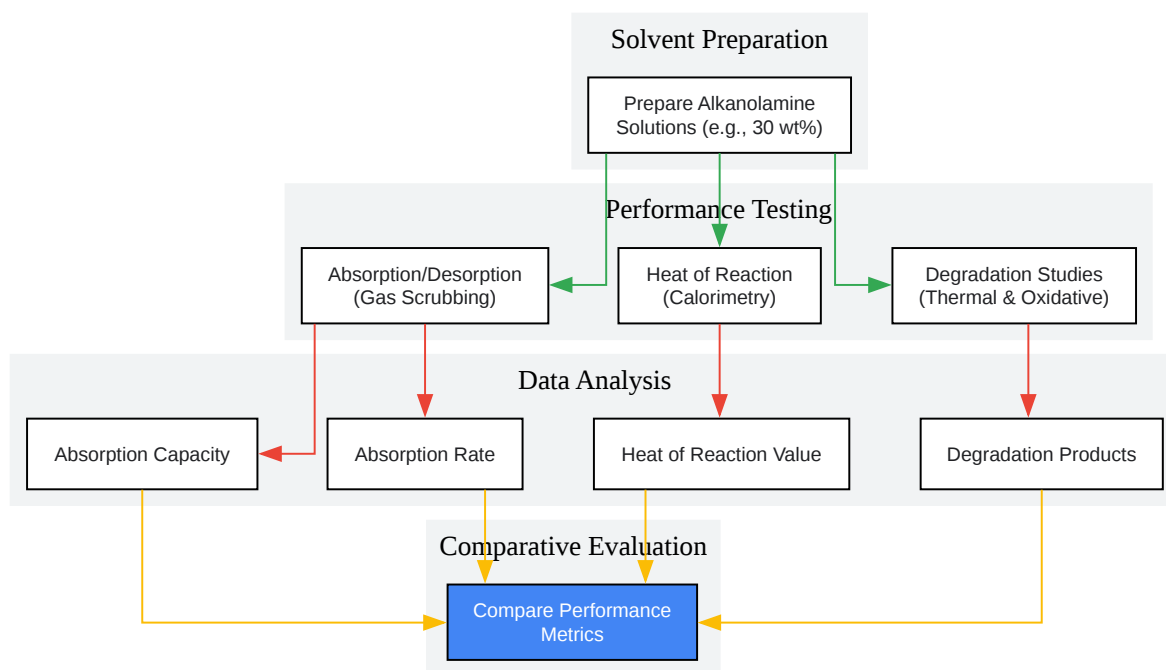 Solvent Preparation
Prepare Alkanolamine
Solutions (e.g., 30 wt%)
Performance Testing
Absorption/Desorption
(Gas Scrubbing)
Heat of Reaction
(Calorimetry)
Degradation Studies
(Thermal & Oxidative)
Data Analysis
Absorption Capacity
Absorption Rate
Heat of Reaction Value
Degradation Products
Comparative Evaluation
Compare Performance
Metrics